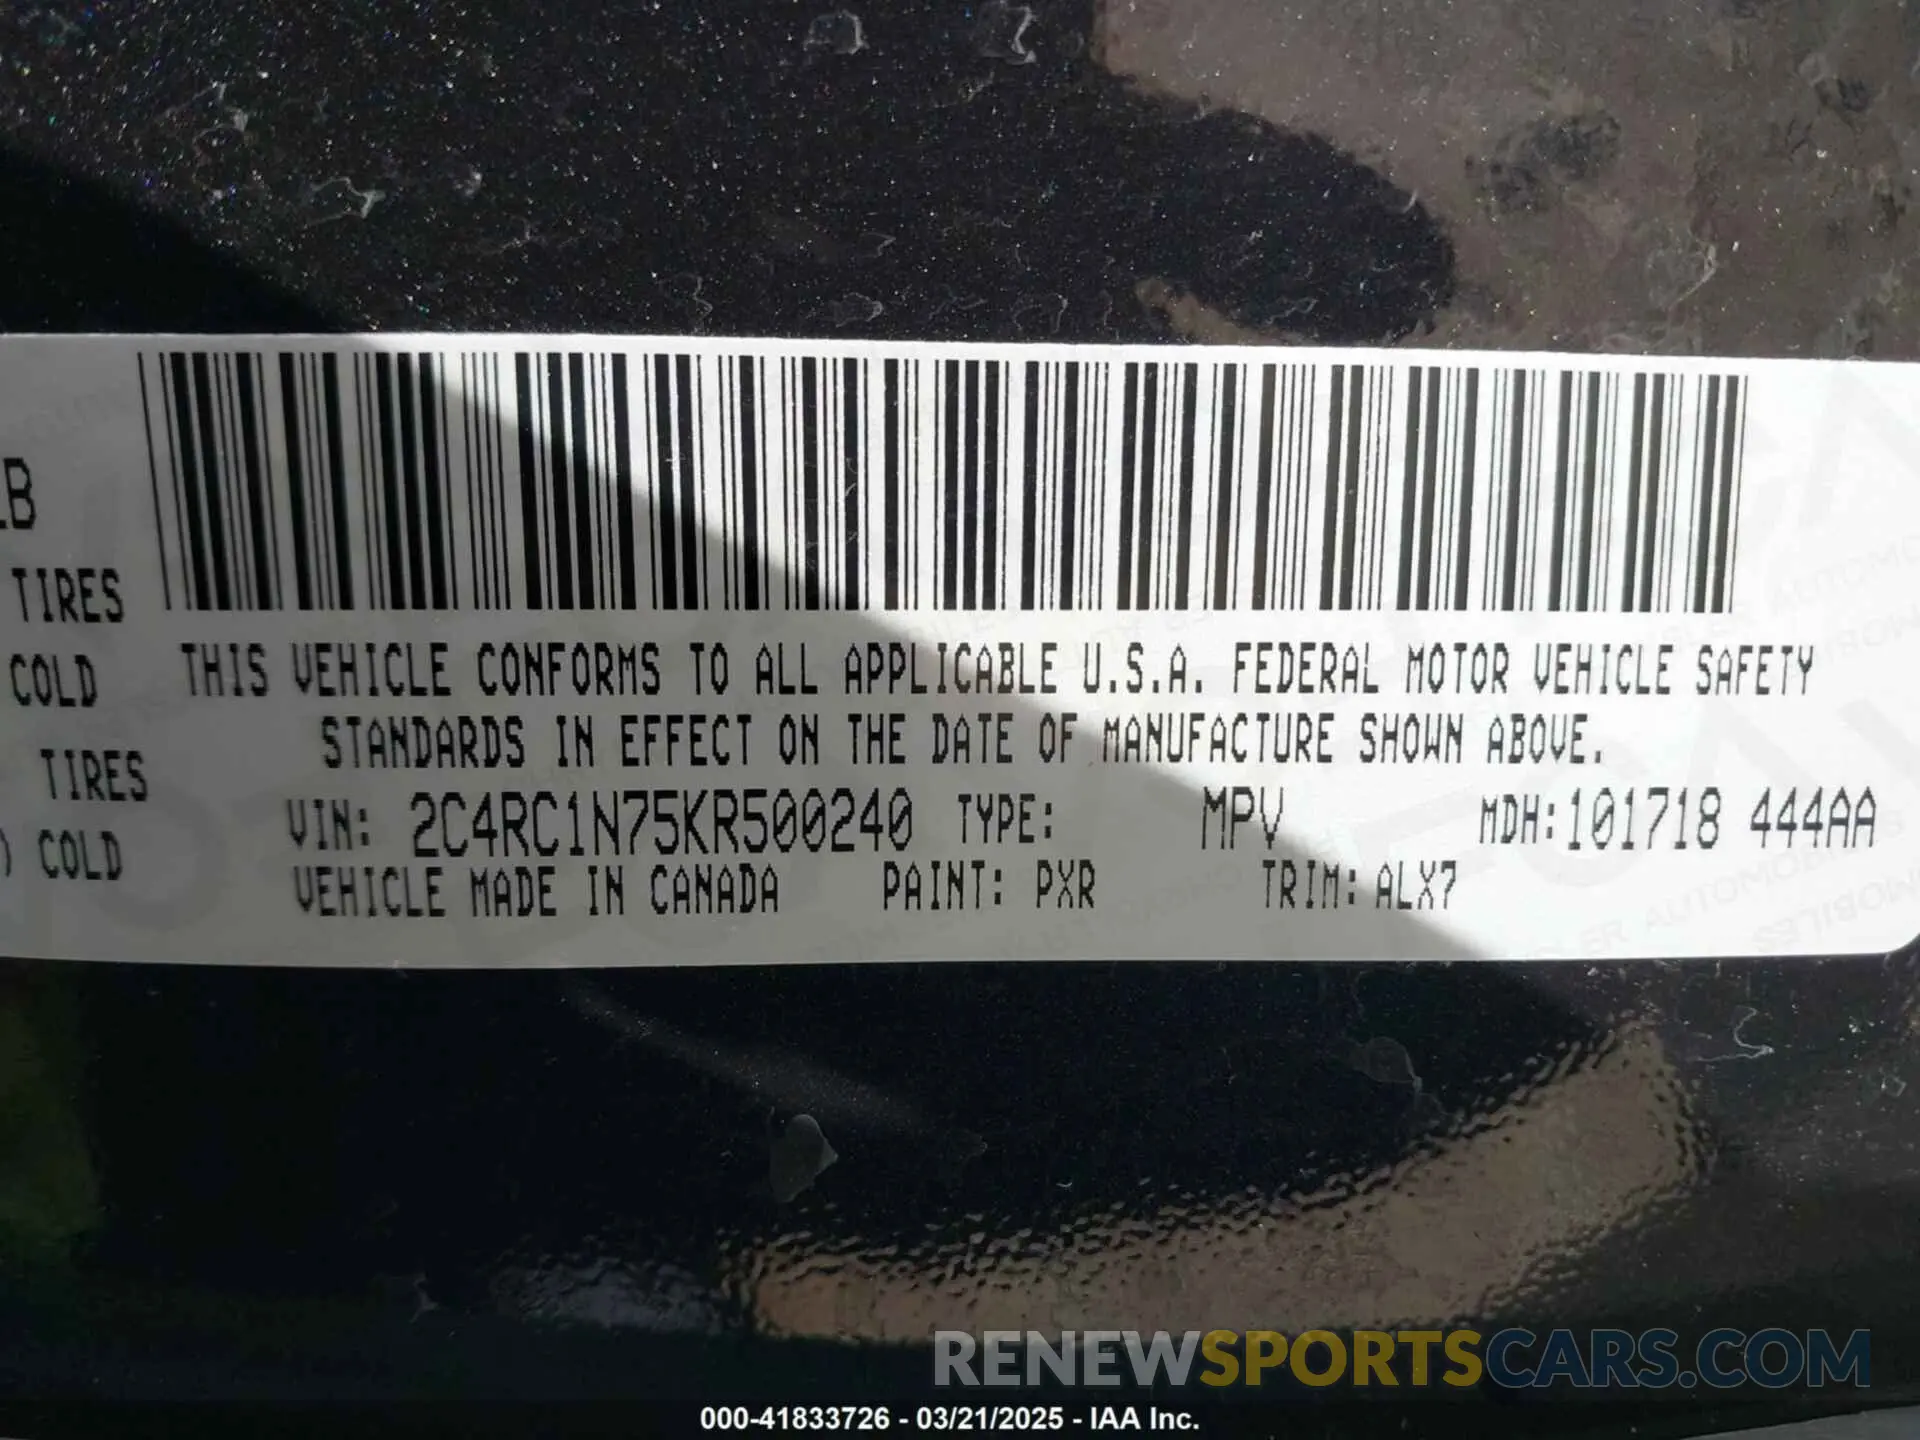 LB
TIRES
COLD
TIRES
) COLD
THIS VEHICLE CONFORMS TO ALL APPLICABLE U.S.A. FEDERAL MOTOR VEHICLE SAFETY
STANDARDS IN EFFECT ON THE DATE OF MANUFACTURE SHOWN ABOVE.
VIN: 2C4RC1N75KR500240 TYPE: MPV MDH:101718 444AA
VEHICLE MADE IN CANADA PAINT: PXR TRIM: ALX7
RENEWSPORTSCARS.COM
000-41833726 - 03/21/2025 - IAA Inc.